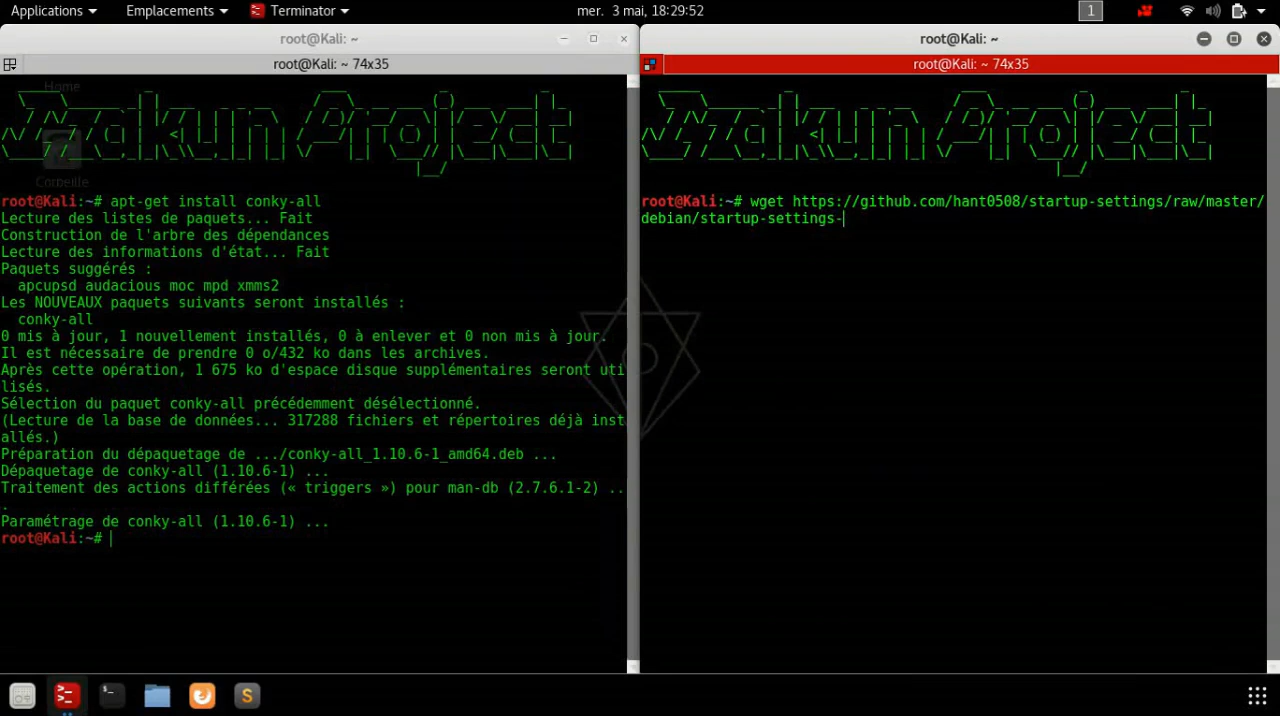 Applications
Emplacements
Terminator
mer. 3 mai, 18:29:52
1
root@Kali: ~
root@Kali: ~ 74x35
Home
Corbeille
Izakun Project
root@Kali:~# apt-get install conky-all
Lecture des listes de paquets... Fait
Construction de l'arbre des dépendances
Lecture des informations d'état... Fait
Paquets suggérés :
apcupsd audacious moc mpd xmms2
Les NOUVEAUX paquets suivants seront installés :
conky-all
0 mis à jour, 1 nouvellement installés, 0 à enlever et 0 non mis à jour.
Il est nécessaire de prendre 0 o/432 ko dans les archives.
Après cette opération, 1 675 ko d'espace disque supplémentaires seront uti
lisés.
Sélection du paquet conky-all précédemment désélectionné.
(Lecture de la base de données... 317288 fichiers et répertoires déjà inst
allés.)
Préparation du dépaquetage de .../conky-all_1.10.6-1_amd64.deb ...
Dépaquetage de conky-all (1.10.6-1) ...
Traitement des actions différées (« triggers ») pour man-db (2.7.6.1-2) ..
.
Paramétrage de conky-all (1.10.6-1) ...
root@Kali:~#
root@Kali: ~
root@Kali: ~ 74x35
Izakun Project
root@Kali:~# wget https://github.com/hant0508/startup-settings/raw/master/
debian/startup-settings-
S